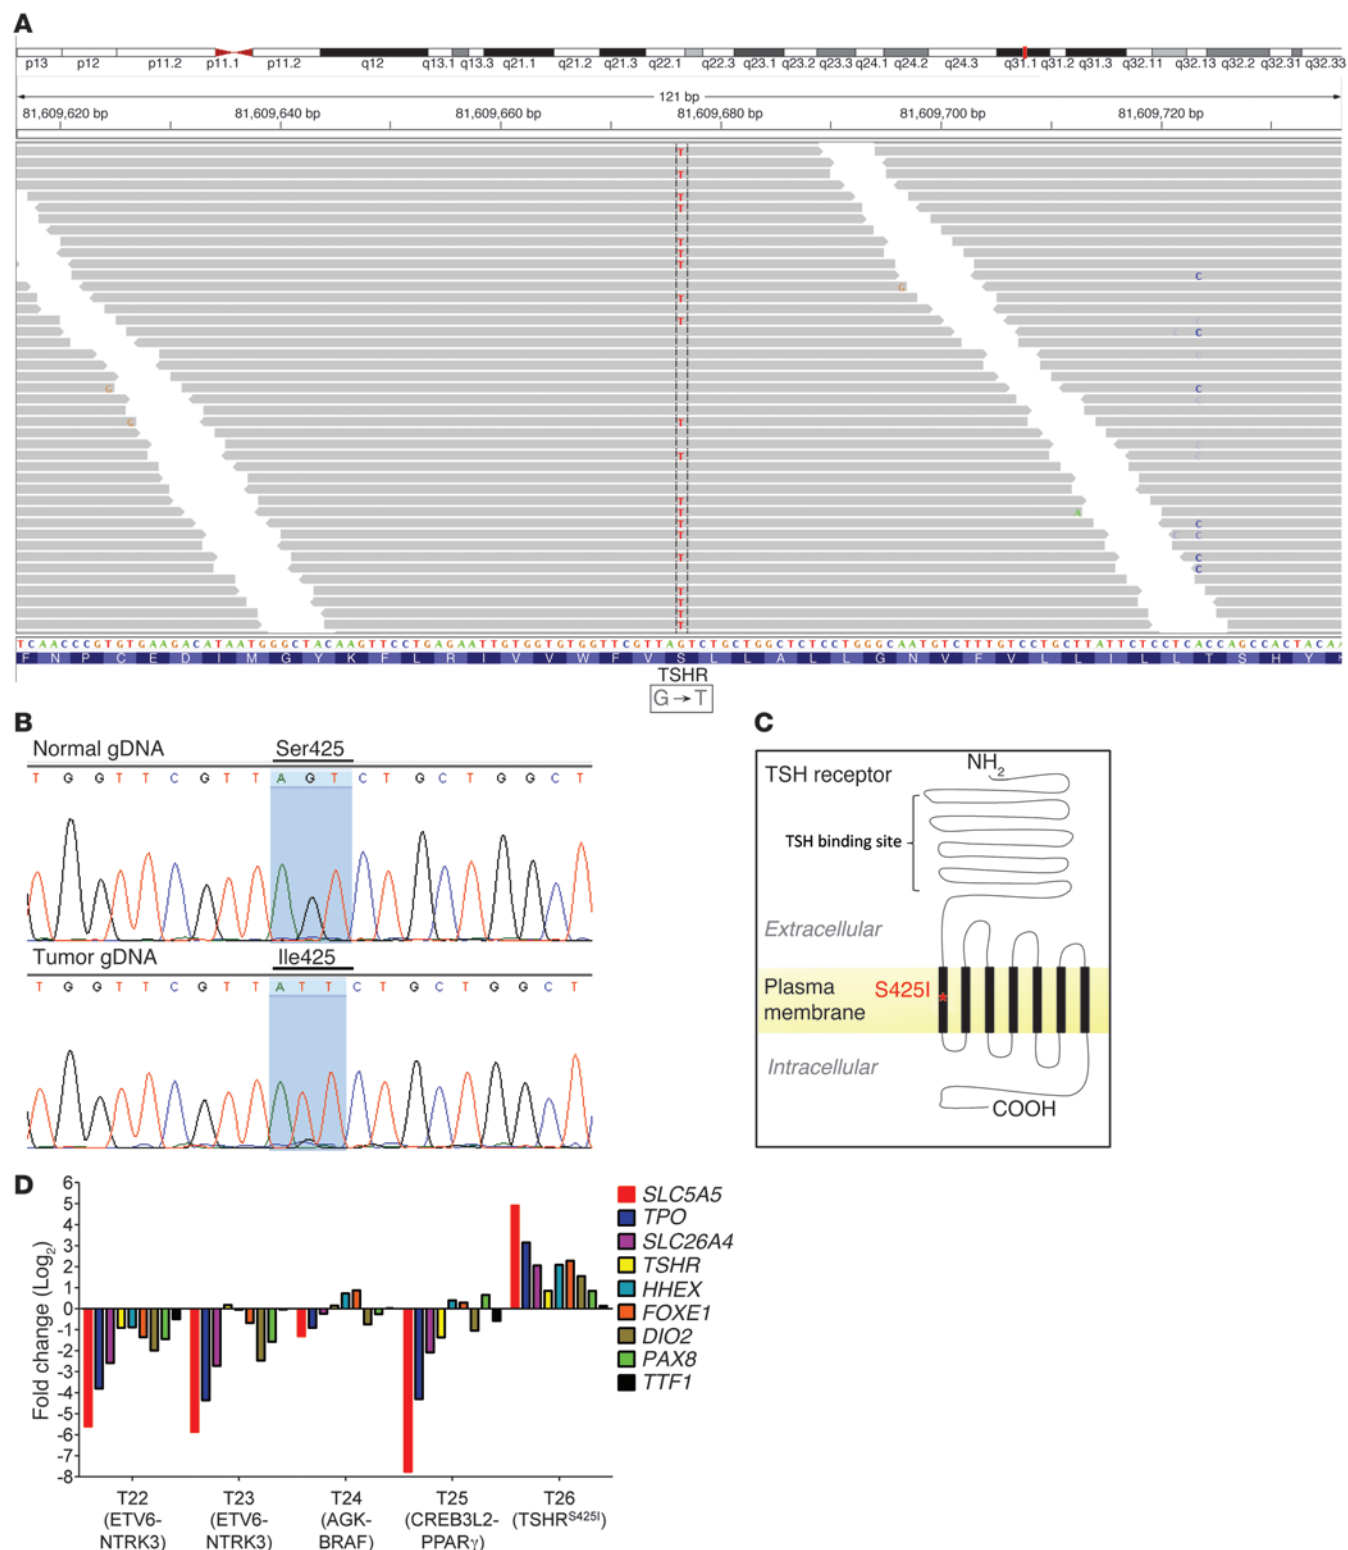 A
p13 p12 p11.2 p11.1 p11.2 q12 q13.1 q13.3 q21.1 q21.2 q21.3 q22.1 q22.3 q23.1 q23.2 q23.3 q24.1 q24.2 q24.3 q31.1 q31.2 q31.3 q32.11 q32.13 q32.2 q32.31 q32.33
121 bp
81,609,620 bp 81,609,640 bp 81,609,660 bp 81,609,680 bp 81,609,700 bp 81,609,720 bp
T
T
T
T
T
T
T
C
G
T
T
C C
C
G C
C
G T
C
T C
T
T A
T C
C C
T C
C
T
T
T
T
TCAACCCGTGTGAAGACATAATGGGCTACAAGTTCCTGAGAATTGTGGTGTGGTTCGTTAGTCTGCTGGCTCTCCTGGGCAATGTCTTTGTCCTGCTTATTCTCCTCACCAGCCACTACAA
F N P C E D I M G Y K F L R I V V W F V S L L A L L G N V F V L L I L L T S H Y
TSHR
G→T
B
Normal gDNA Ser425
T G G T T C G T T A G T C T G C T G G C T
Tumor gDNA Ile425
T G G T T C G T T A T T C T G C T G G C T
C
TSH receptor
NH2
TSH binding site
Extracellular
Plasma
membrane
S425I
*
Intracellular
COOH
D
Fold change (Log2)
6
5
4
3
2
1
0
-1
-2
-3
-4
-5
-6
-7
-8
SLC5A5
TPO
SLC26A4
TSHR
HHEX
FOXE1
DIO2
PAX8
TTF1
T22
(ETV6-
NTRK3)
T23
(ETV6-
NTRK3)
T24
(AGK-
BRAF)
T25
(CREB3L2-
PPARγ)
T26
(TSHRS425I)